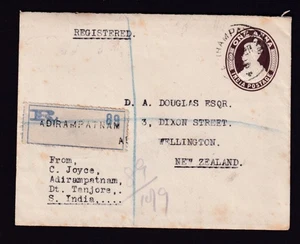 REGISTERED.
ONE ANNA
INDIA POSTAGE
R 89
ADIRAMPATNAM
D. A. DOUGLAS ESQR.
3, DIXON STREET.
WELLINGTON.
NEW ZEALAND.
From,
C. Joyce,
Adirampatnam,
Dt. Tanjore,
S. India.....
89/